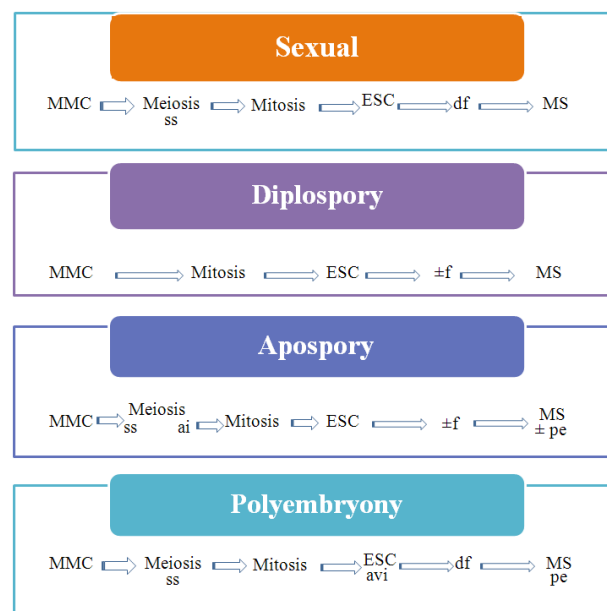 Sexual
MMC Meiosis Mitosis ESC df MS
ss
Diplospory
MMC Mitosis ESC ±f MS
Apospory
MMC Meiosis Mitosis ESC ±f MS
ss ai ± pe
Polyembryony
MMC Meiosis Mitosis ESC df MS
ss avi pe